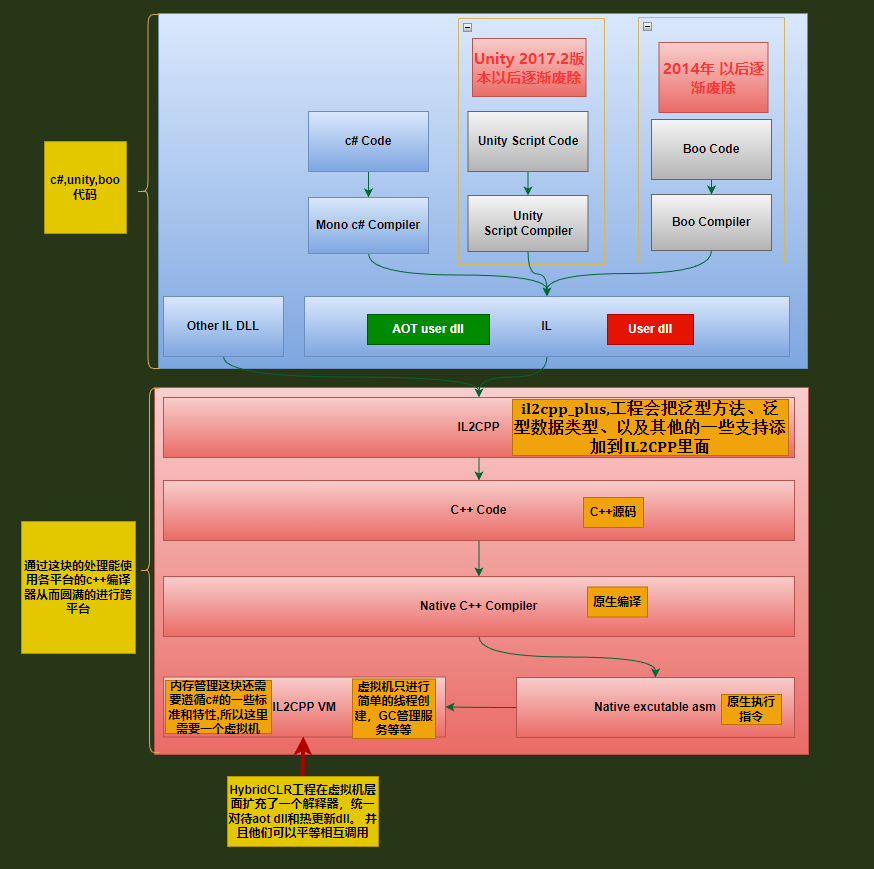 Unity 2017.2版
本以后逐渐废除
2014年 以后逐
渐废除
c# Code
Unity Script Code
Boo Code
c#,unity,boo
代码
Mono c# Compiler
Unity
Script Compiler
Boo Compiler
Other IL DLL
AOT user dll
IL
User dll
IL2CPP
il2cpp_plus,工程会把泛型方法、泛
型数据类型、以及其他的一些支持添
加到IL2CPP里面
C++ Code
C++源码
通过这块的处理能使
用各平台的c++编译
器从而圆满的进行跨
平台
Native C++ Compiler
原生编译
内存管理这块还需
要遵循c#的一些标
准和特性,所以这里
需要一个虚拟机
IL2CPP VM
虚拟机只进行
简单的线程创
建，GC管理服
务等等
Native excutable asm
原生执行
指令
HybridCLR工程在虚拟机层
面扩充了一个解释器，统一
对待aot dll和热更新dll。 并
且他们可以平等相互调用